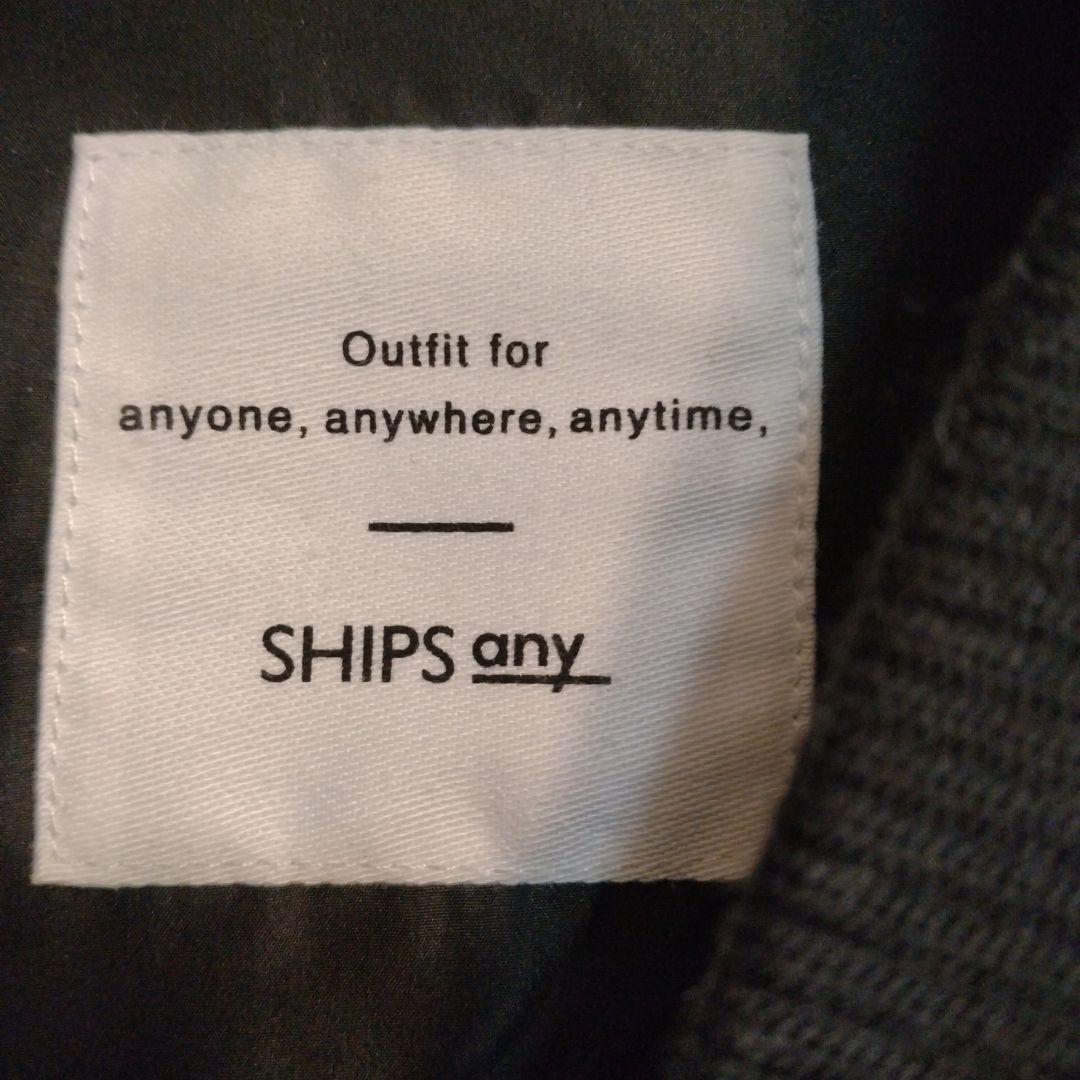 Outfit for
anyone, anywhere, anytime,
SHIPS any